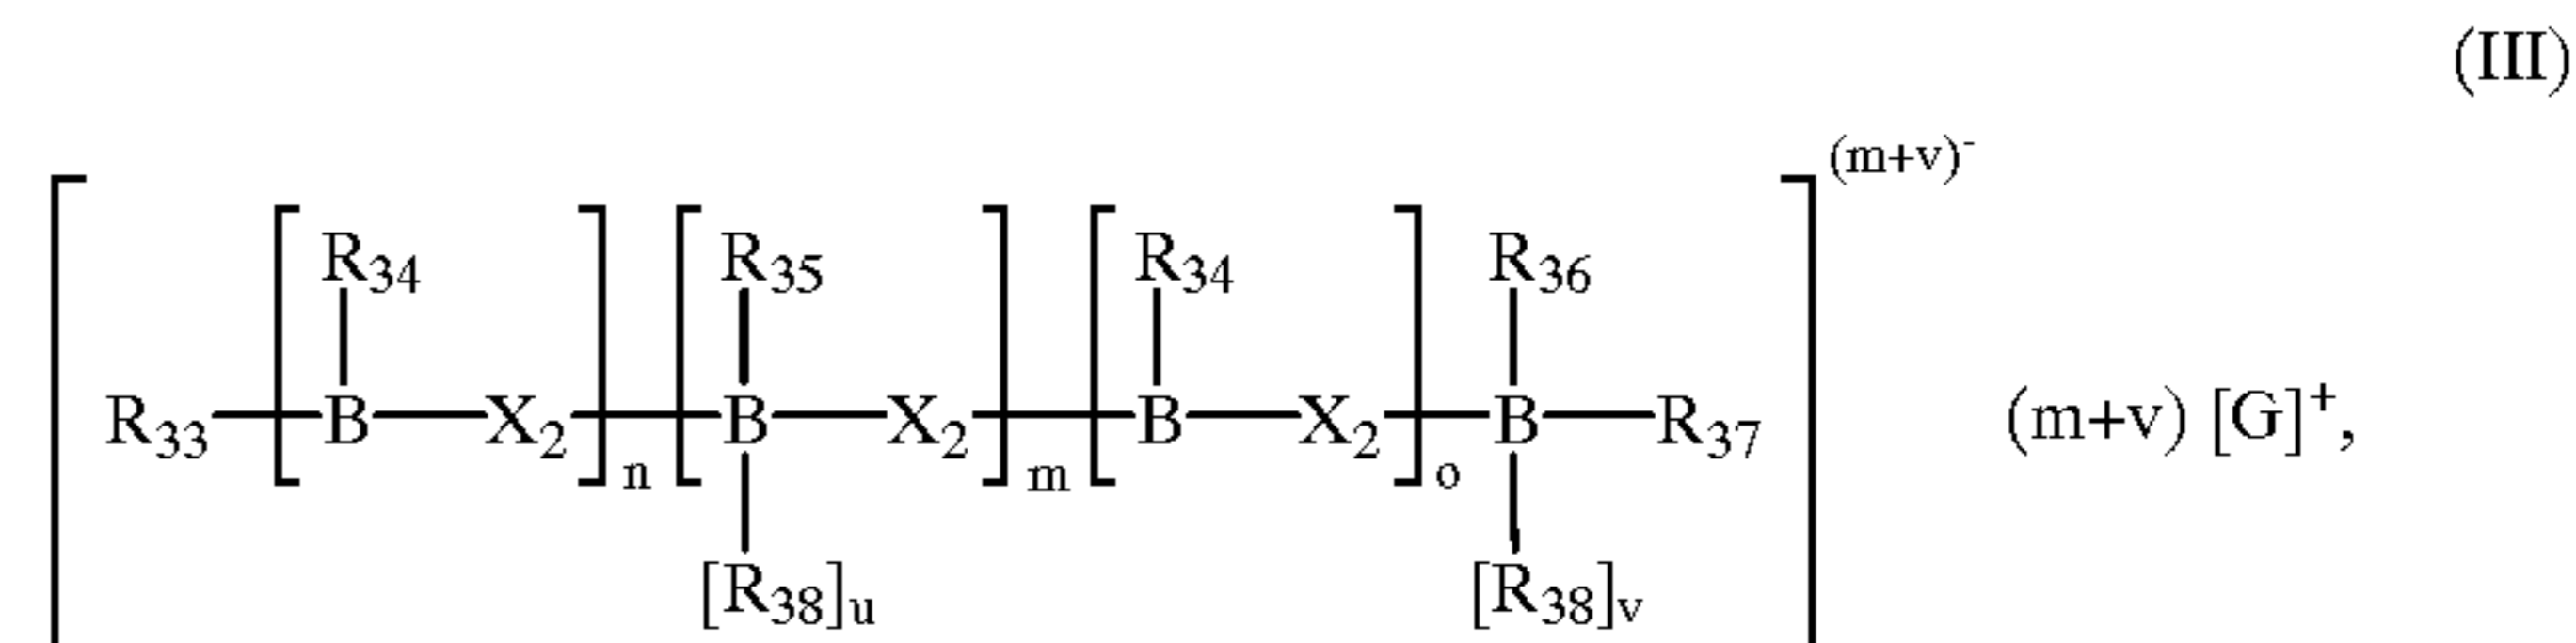 (III)
(m+v)-
R34 R35 R34 R36
R33 B X2 n B X2 m B X2 o B R37 (m+v) [G]+,
[R38]u [R38]v